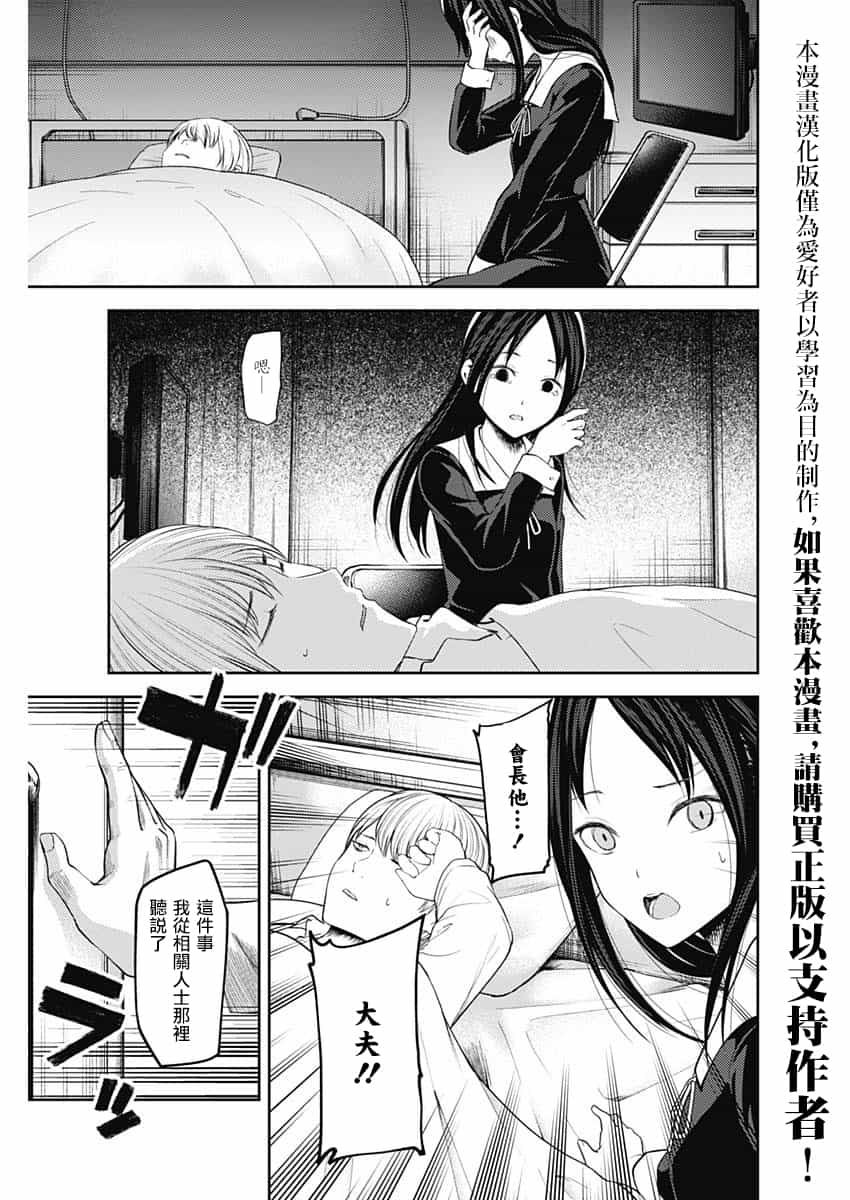 本漫畫漢化版僅為愛好者以學習為目的制作，如果喜歡本漫畫，請購買正版以支持作者！
嗯—
會長他…！
大夫!!
ガラッ
這件事
我從相關人士那裡
聽説了